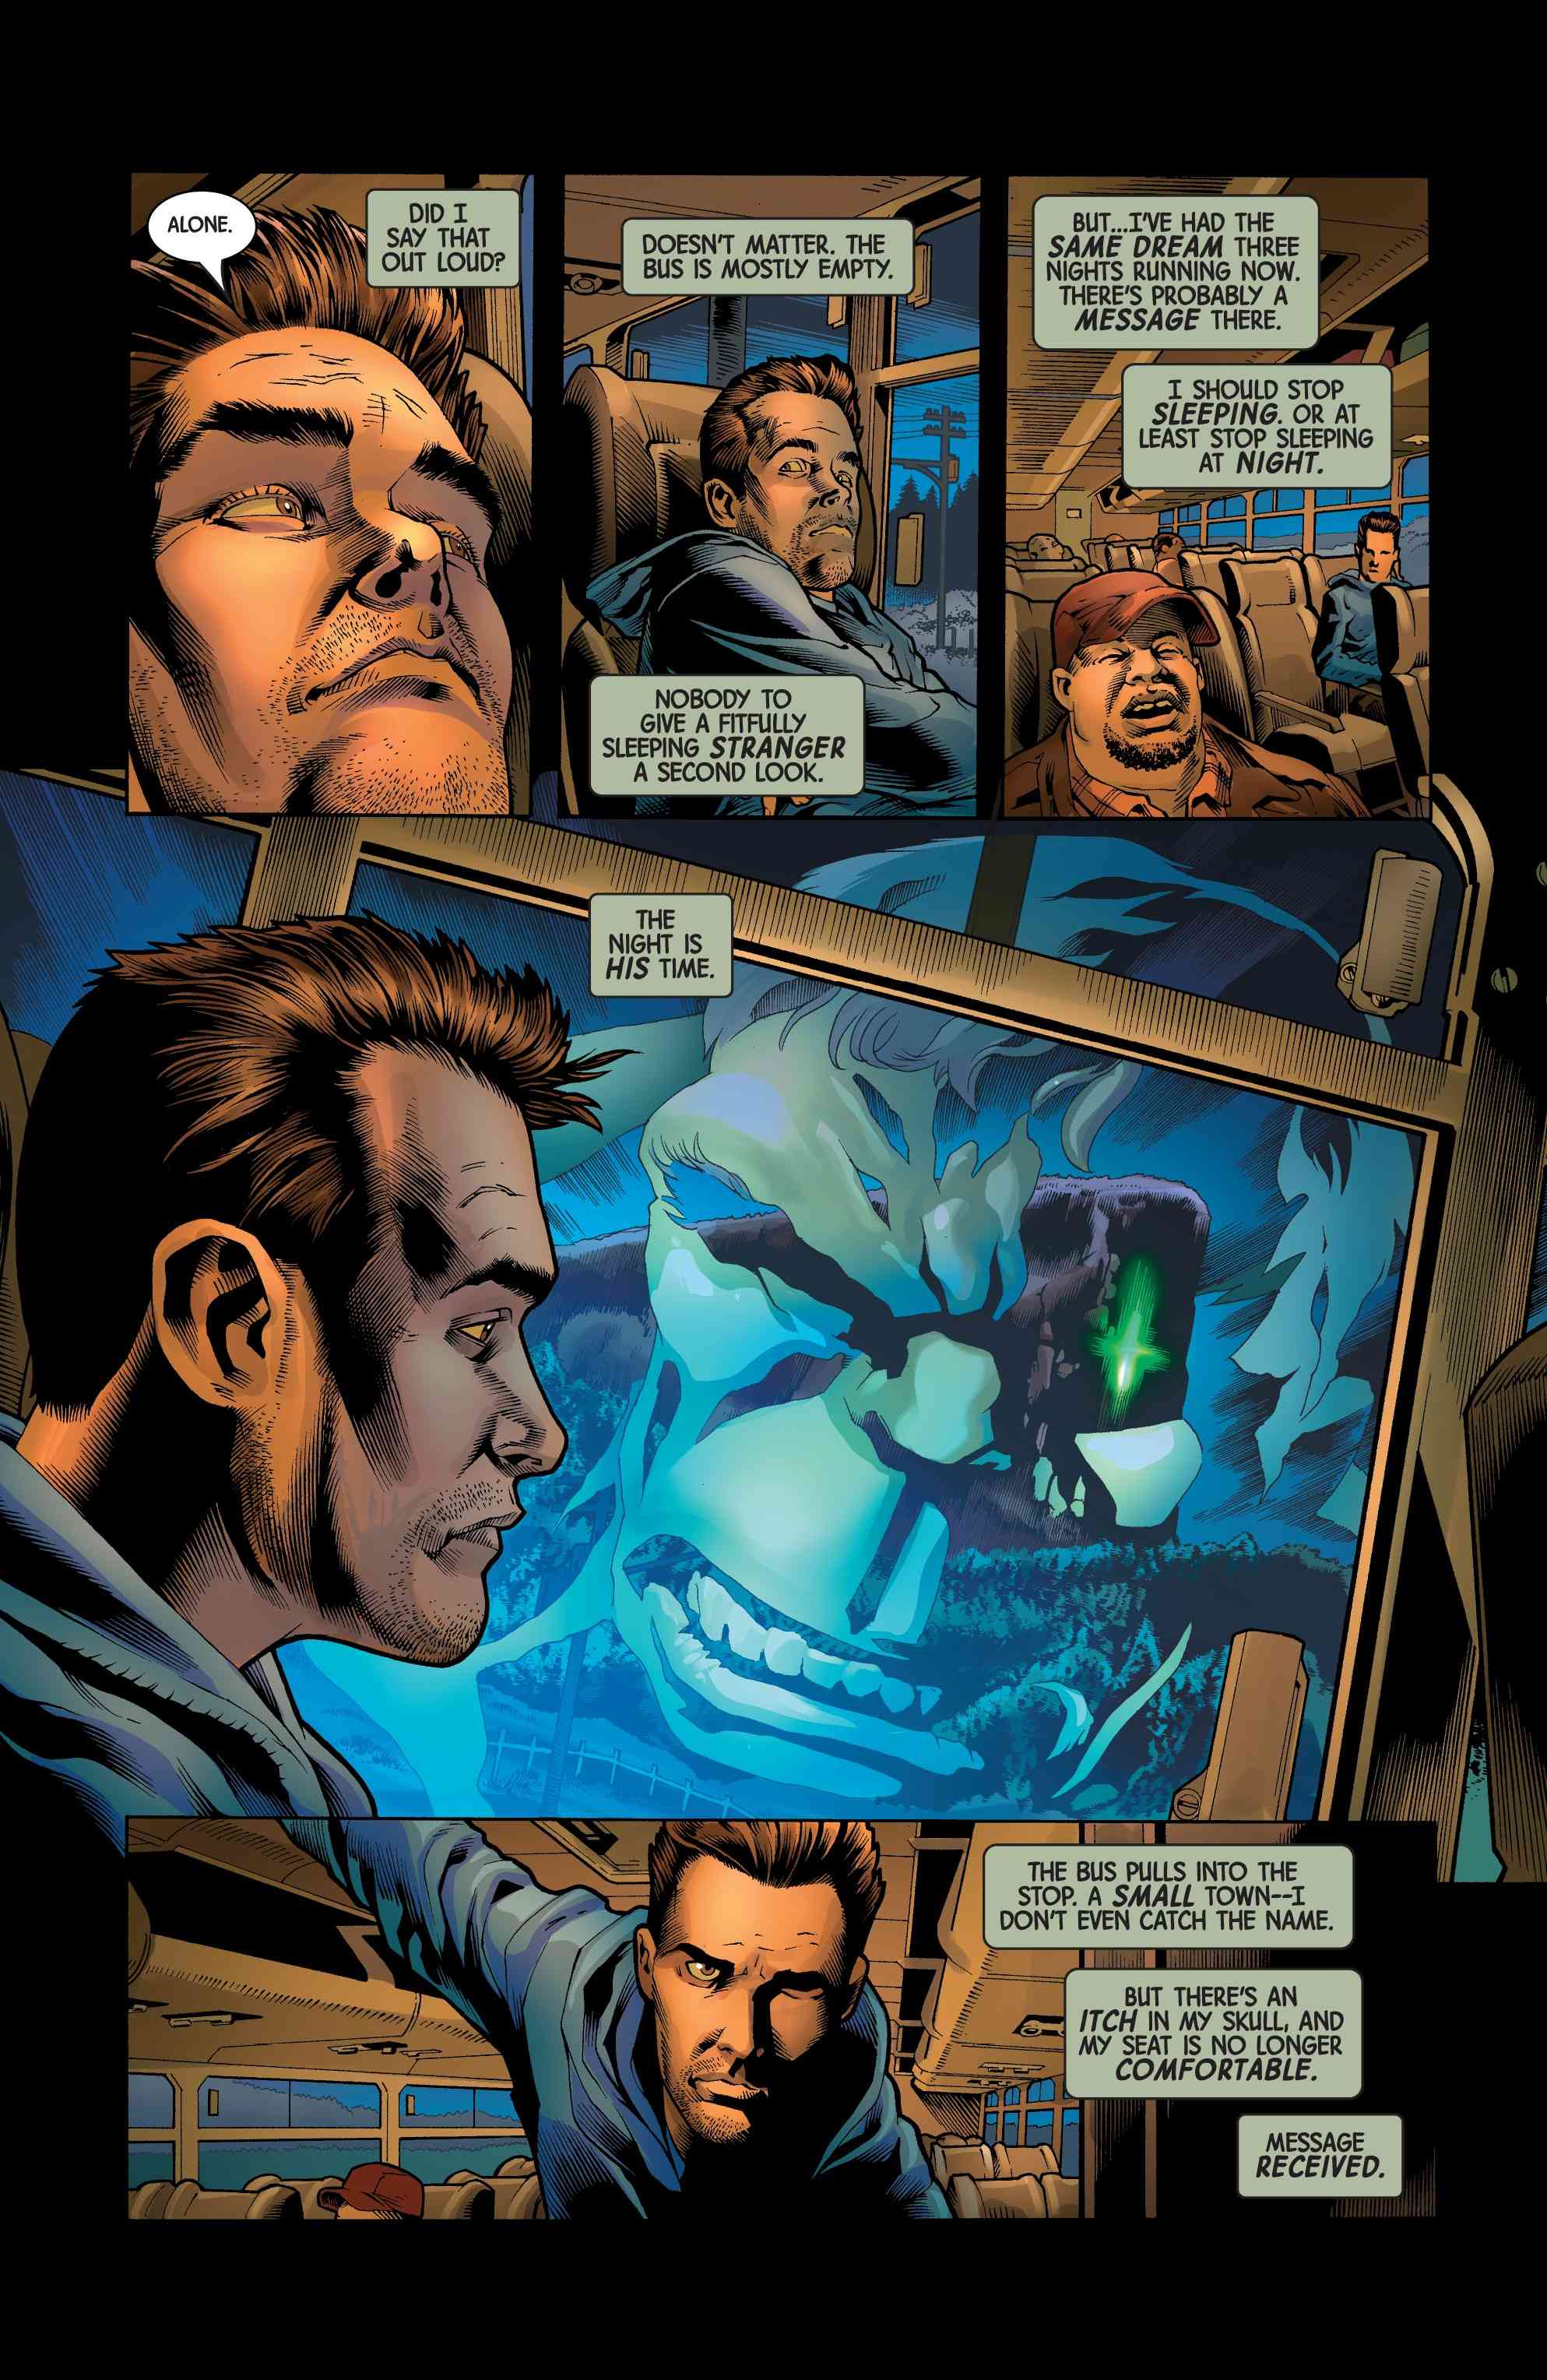 ALONE.
DID I
SAY THAT
OUT LOUD?
DOESN'T MATTER. THE
BUS IS MOSTLY EMPTY.
NOBODY TO
GIVE A FITFULLY
SLEEPING STRANGER
A SECOND LOOK.
BUT...I'VE HAD THE
SAME DREAM THREE
NIGHTS RUNNING NOW.
THERE'S PROBABLY A
MESSAGE THERE.
I SHOULD STOP
SLEEPING. OR AT
LEAST STOP SLEEPING
AT NIGHT.
THE
NIGHT IS
HIS TIME.
THE BUS PULLS INTO THE
STOP. A SMALL TOWN--I
DON'T EVEN CATCH THE NAME.
BUT THERE'S AN
ITCH IN MY SKULL, AND
MY SEAT IS NO LONGER
COMFORTABLE.
MESSAGE
RECEIVED.